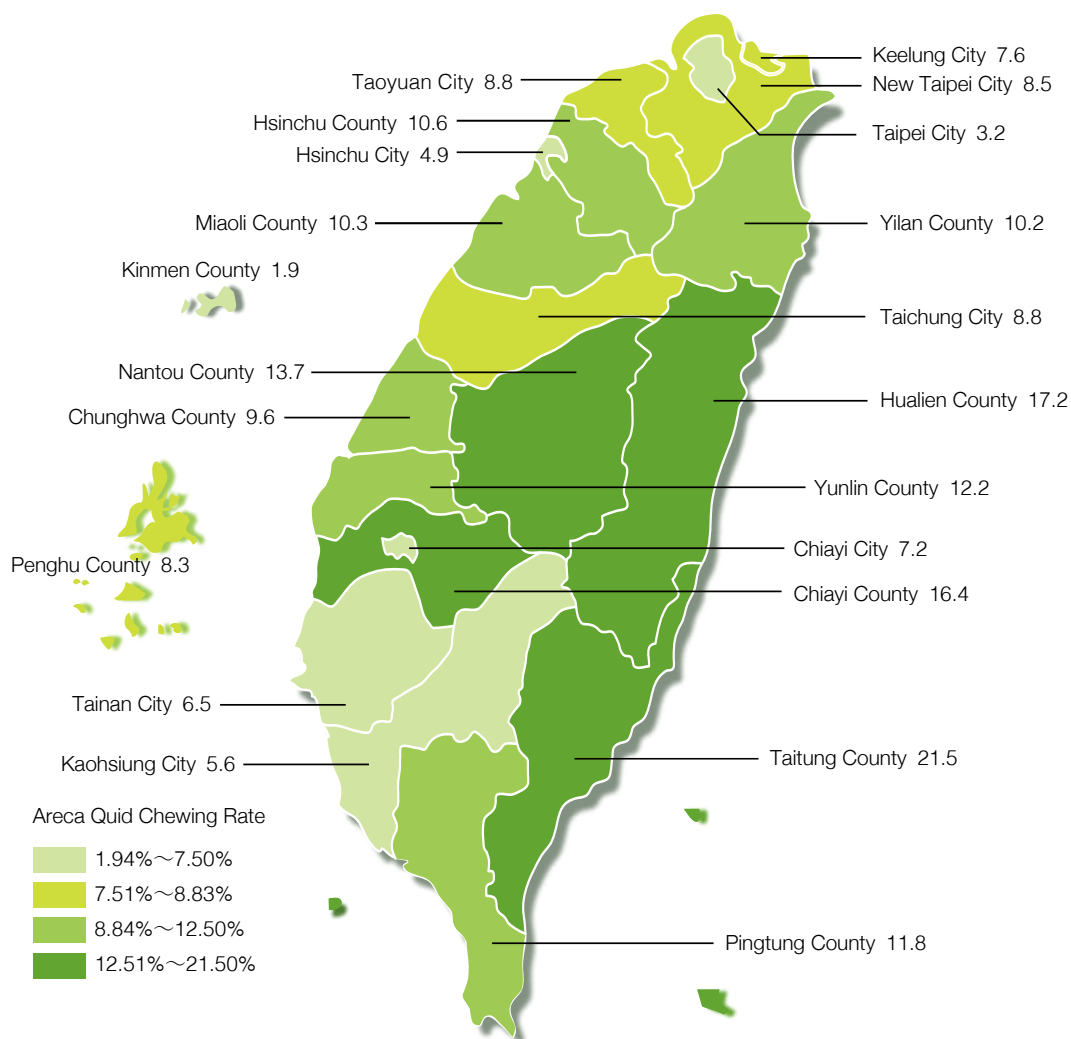 Keelung City 7.6
Taoyuan City 8.8
New Taipei City 8.5
Hsinchu County 10.6
Taipei City 3.2
Hsinchu City 4.9
Miaoli County 10.3
Yilan County 10.2
Kinmen County 1.9
Taichung City 8.8
Nantou County 13.7
Hualien County 17.2
Chunghwa County 9.6
Yunlin County 12.2
Chiayi City 7.2
Penghu County 8.3
Chiayi County 16.4
Tainan City 6.5
Taitung County 21.5
Kaohsiung City 5.6
Areca Quid Chewing Rate
1.94%～7.50%
7.51%～8.83%
8.84%～12.50%
12.51%～21.50%
Pingtung County 11.8